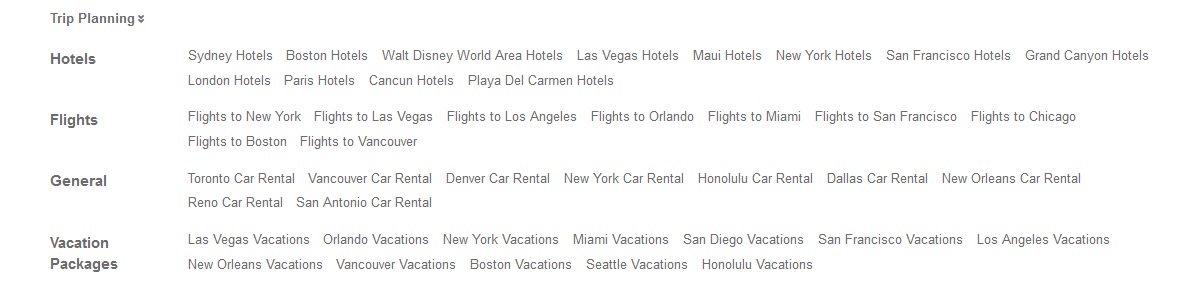 Trip Planning
Hotels
Sydney Hotels Boston Hotels Walt Disney World Area Hotels Las Vegas Hotels Maui Hotels New York Hotels San Francisco Hotels Grand Canyon Hotels
London Hotels Paris Hotels Cancun Hotels Playa Del Carmen Hotels
Flights
Flights to New York Flights to Las Vegas Flights to Los Angeles Flights to Orlando Flights to Miami Flights to San Francisco Flights to Chicago
Flights to Boston Flights to Vancouver
General
Toronto Car Rental Vancouver Car Rental Denver Car Rental New York Car Rental Honolulu Car Rental Dallas Car Rental New Orleans Car Rental
Reno Car Rental San Antonio Car Rental
Vacation
Packages
Las Vegas Vacations Orlando Vacations New York Vacations Miami Vacations San Diego Vacations San Francisco Vacations Los Angeles Vacations
New Orleans Vacations Vancouver Vacations Boston Vacations Seattle Vacations Honolulu Vacations